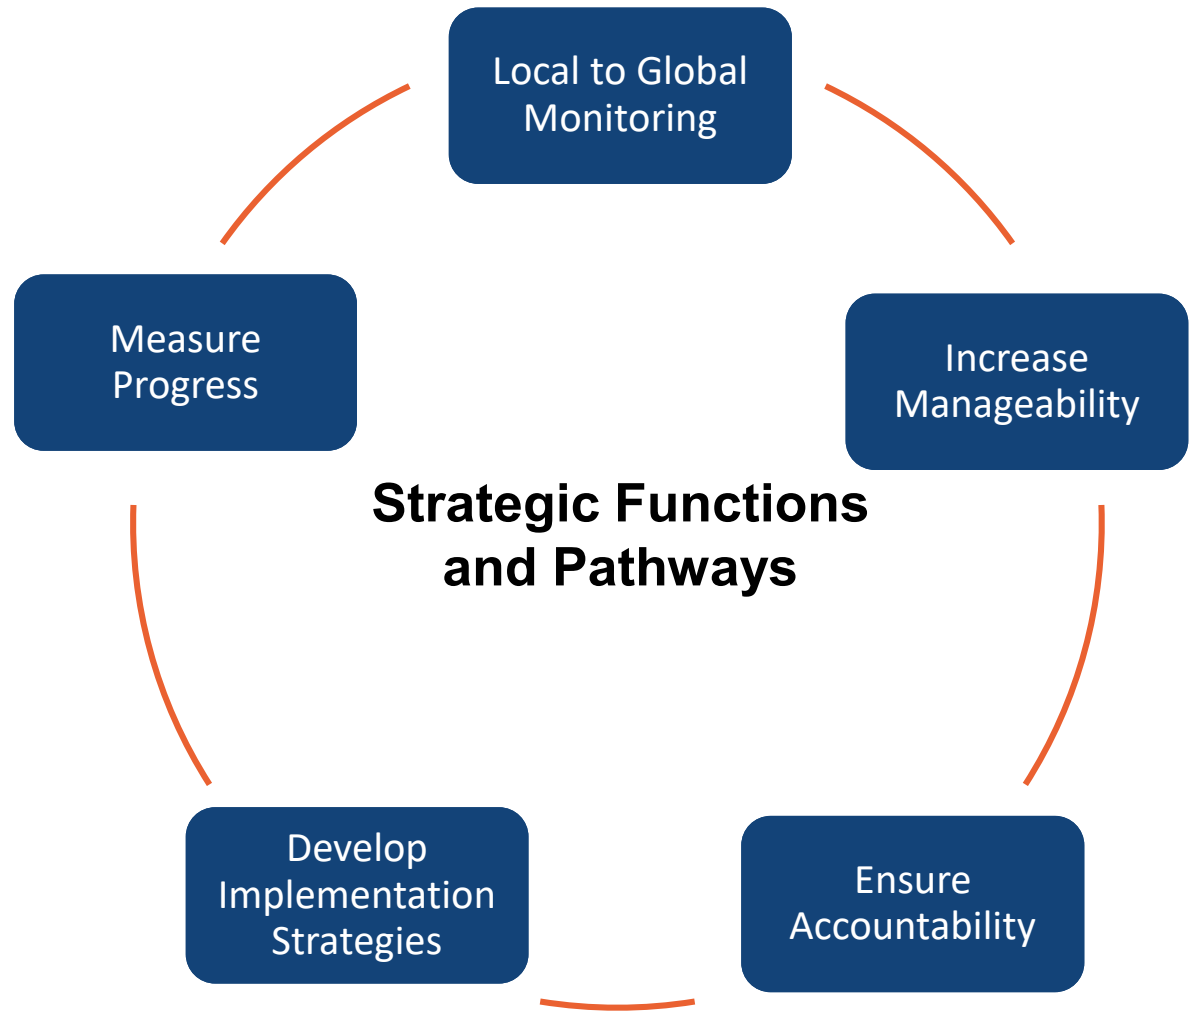 Local to Global
Monitoring
Increase
Manageability
Ensure
Accountability
Develop
Implementation
Strategies
Measure
Progress
Strategic Functions
and Pathways